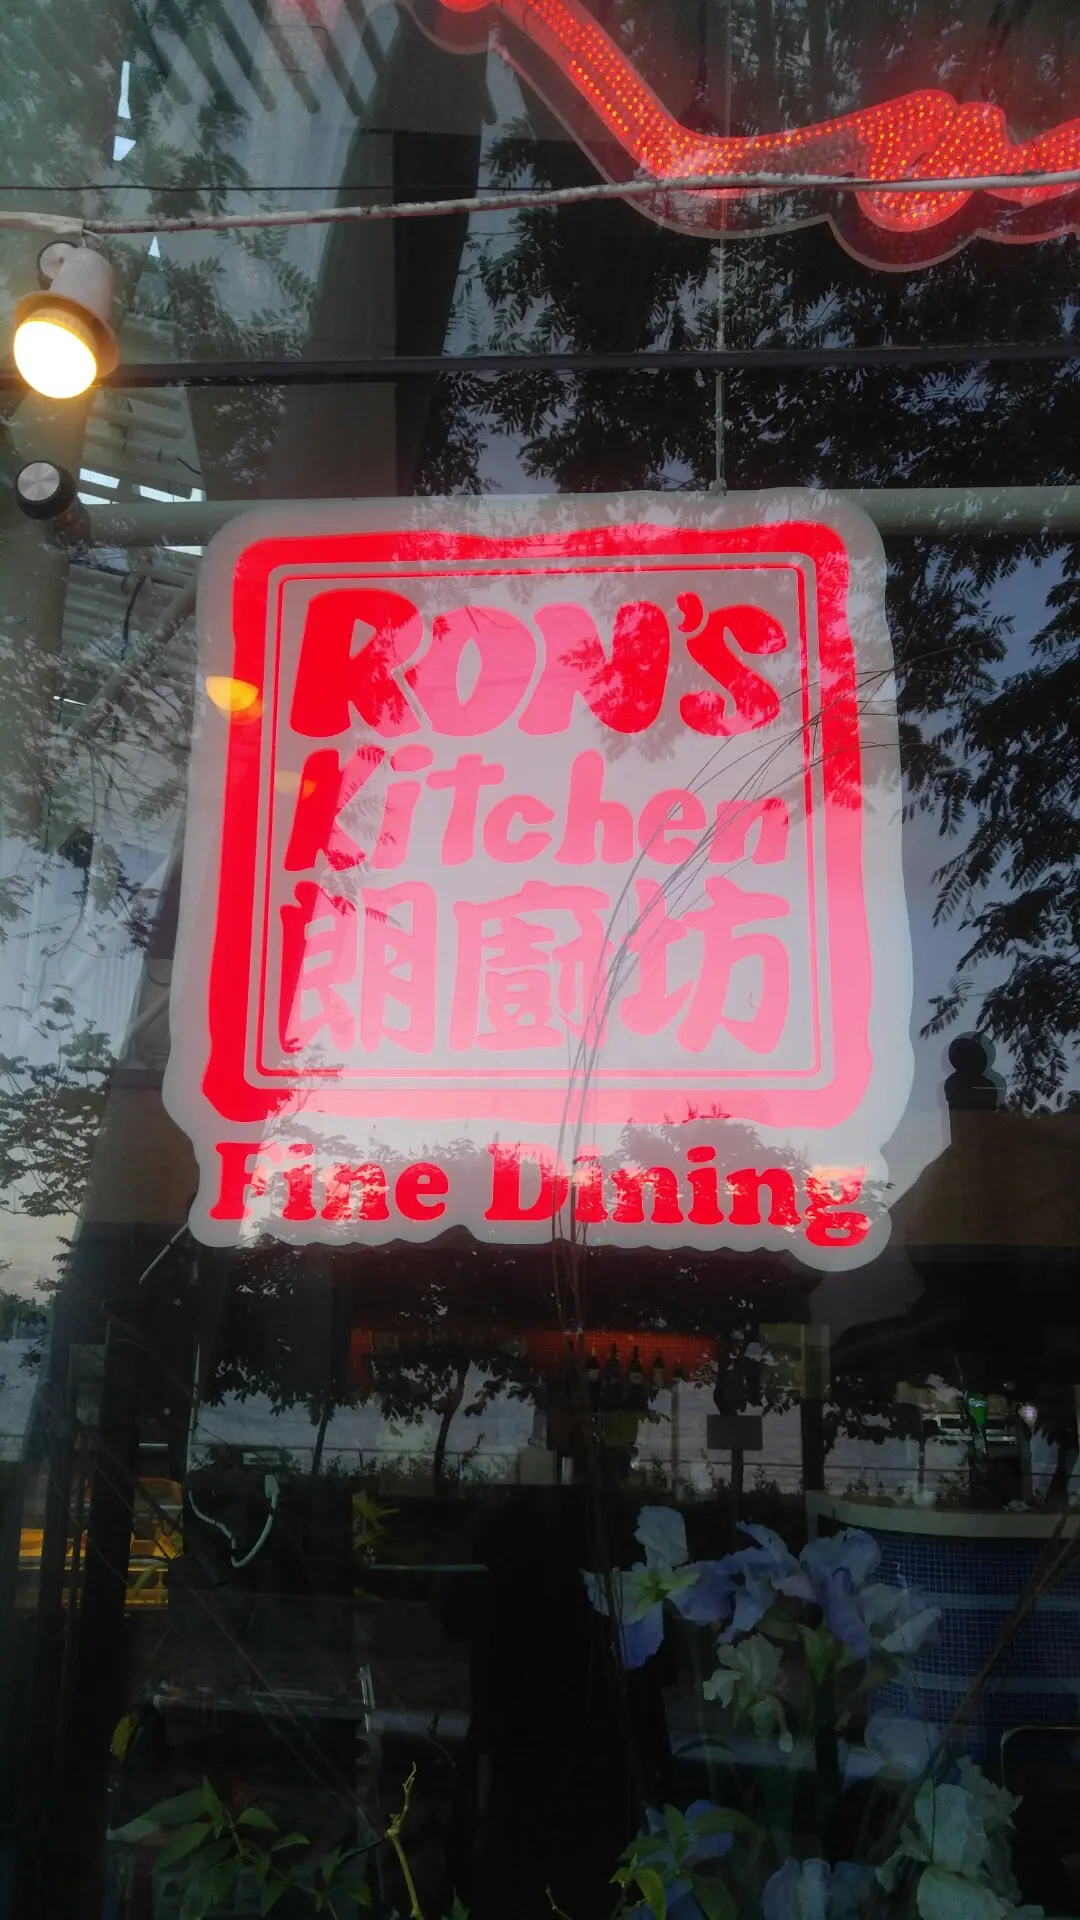 RON'S
Kitchen
朗廚坊
Fine Dining